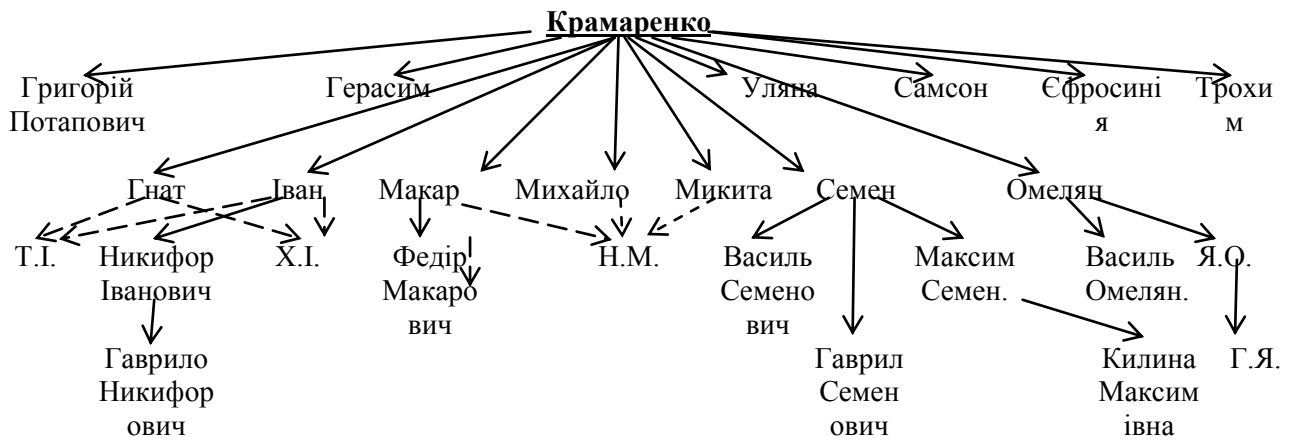 Крамаренко
Григорій Герасим Уляна Самсон Єфросині Трохи
Потапович я м
Гнат Іван Макар Михайло Микита Семен Омелян
Т.І. Никифор Х.І. Федір Н.М. Василь Максим Василь Я.О.
Іванович Макаро Семено Семен. Омелян.
вич вич
Гаврило Гаврил Килина Г.Я.
Никифор Семен Максим
ович ович івна